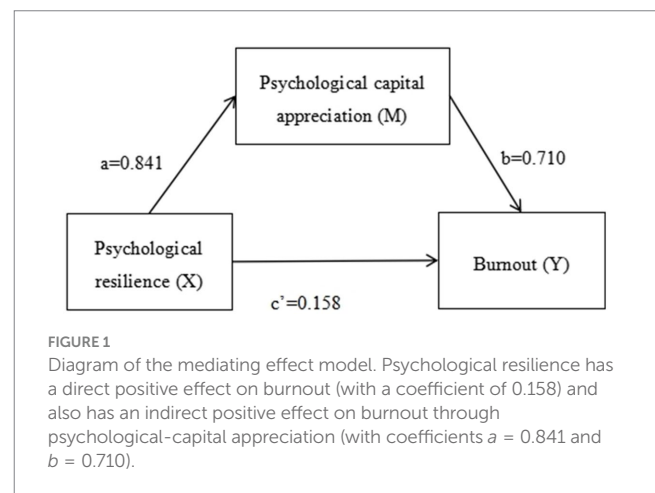 Psychological capital
appreciation (M)
a=0.841
b=0.710
Psychological
resilience (X)
Burnout (Y)
c'=0.158
FIGURE 1
Diagram of the mediating effect model. Psychological resilience has
a direct positive effect on burnout (with a coefficient of 0.158) and
also has an indirect positive effect on burnout through
psychological-capital appreciation (with coefficients a = 0.841 and
b = 0.710).